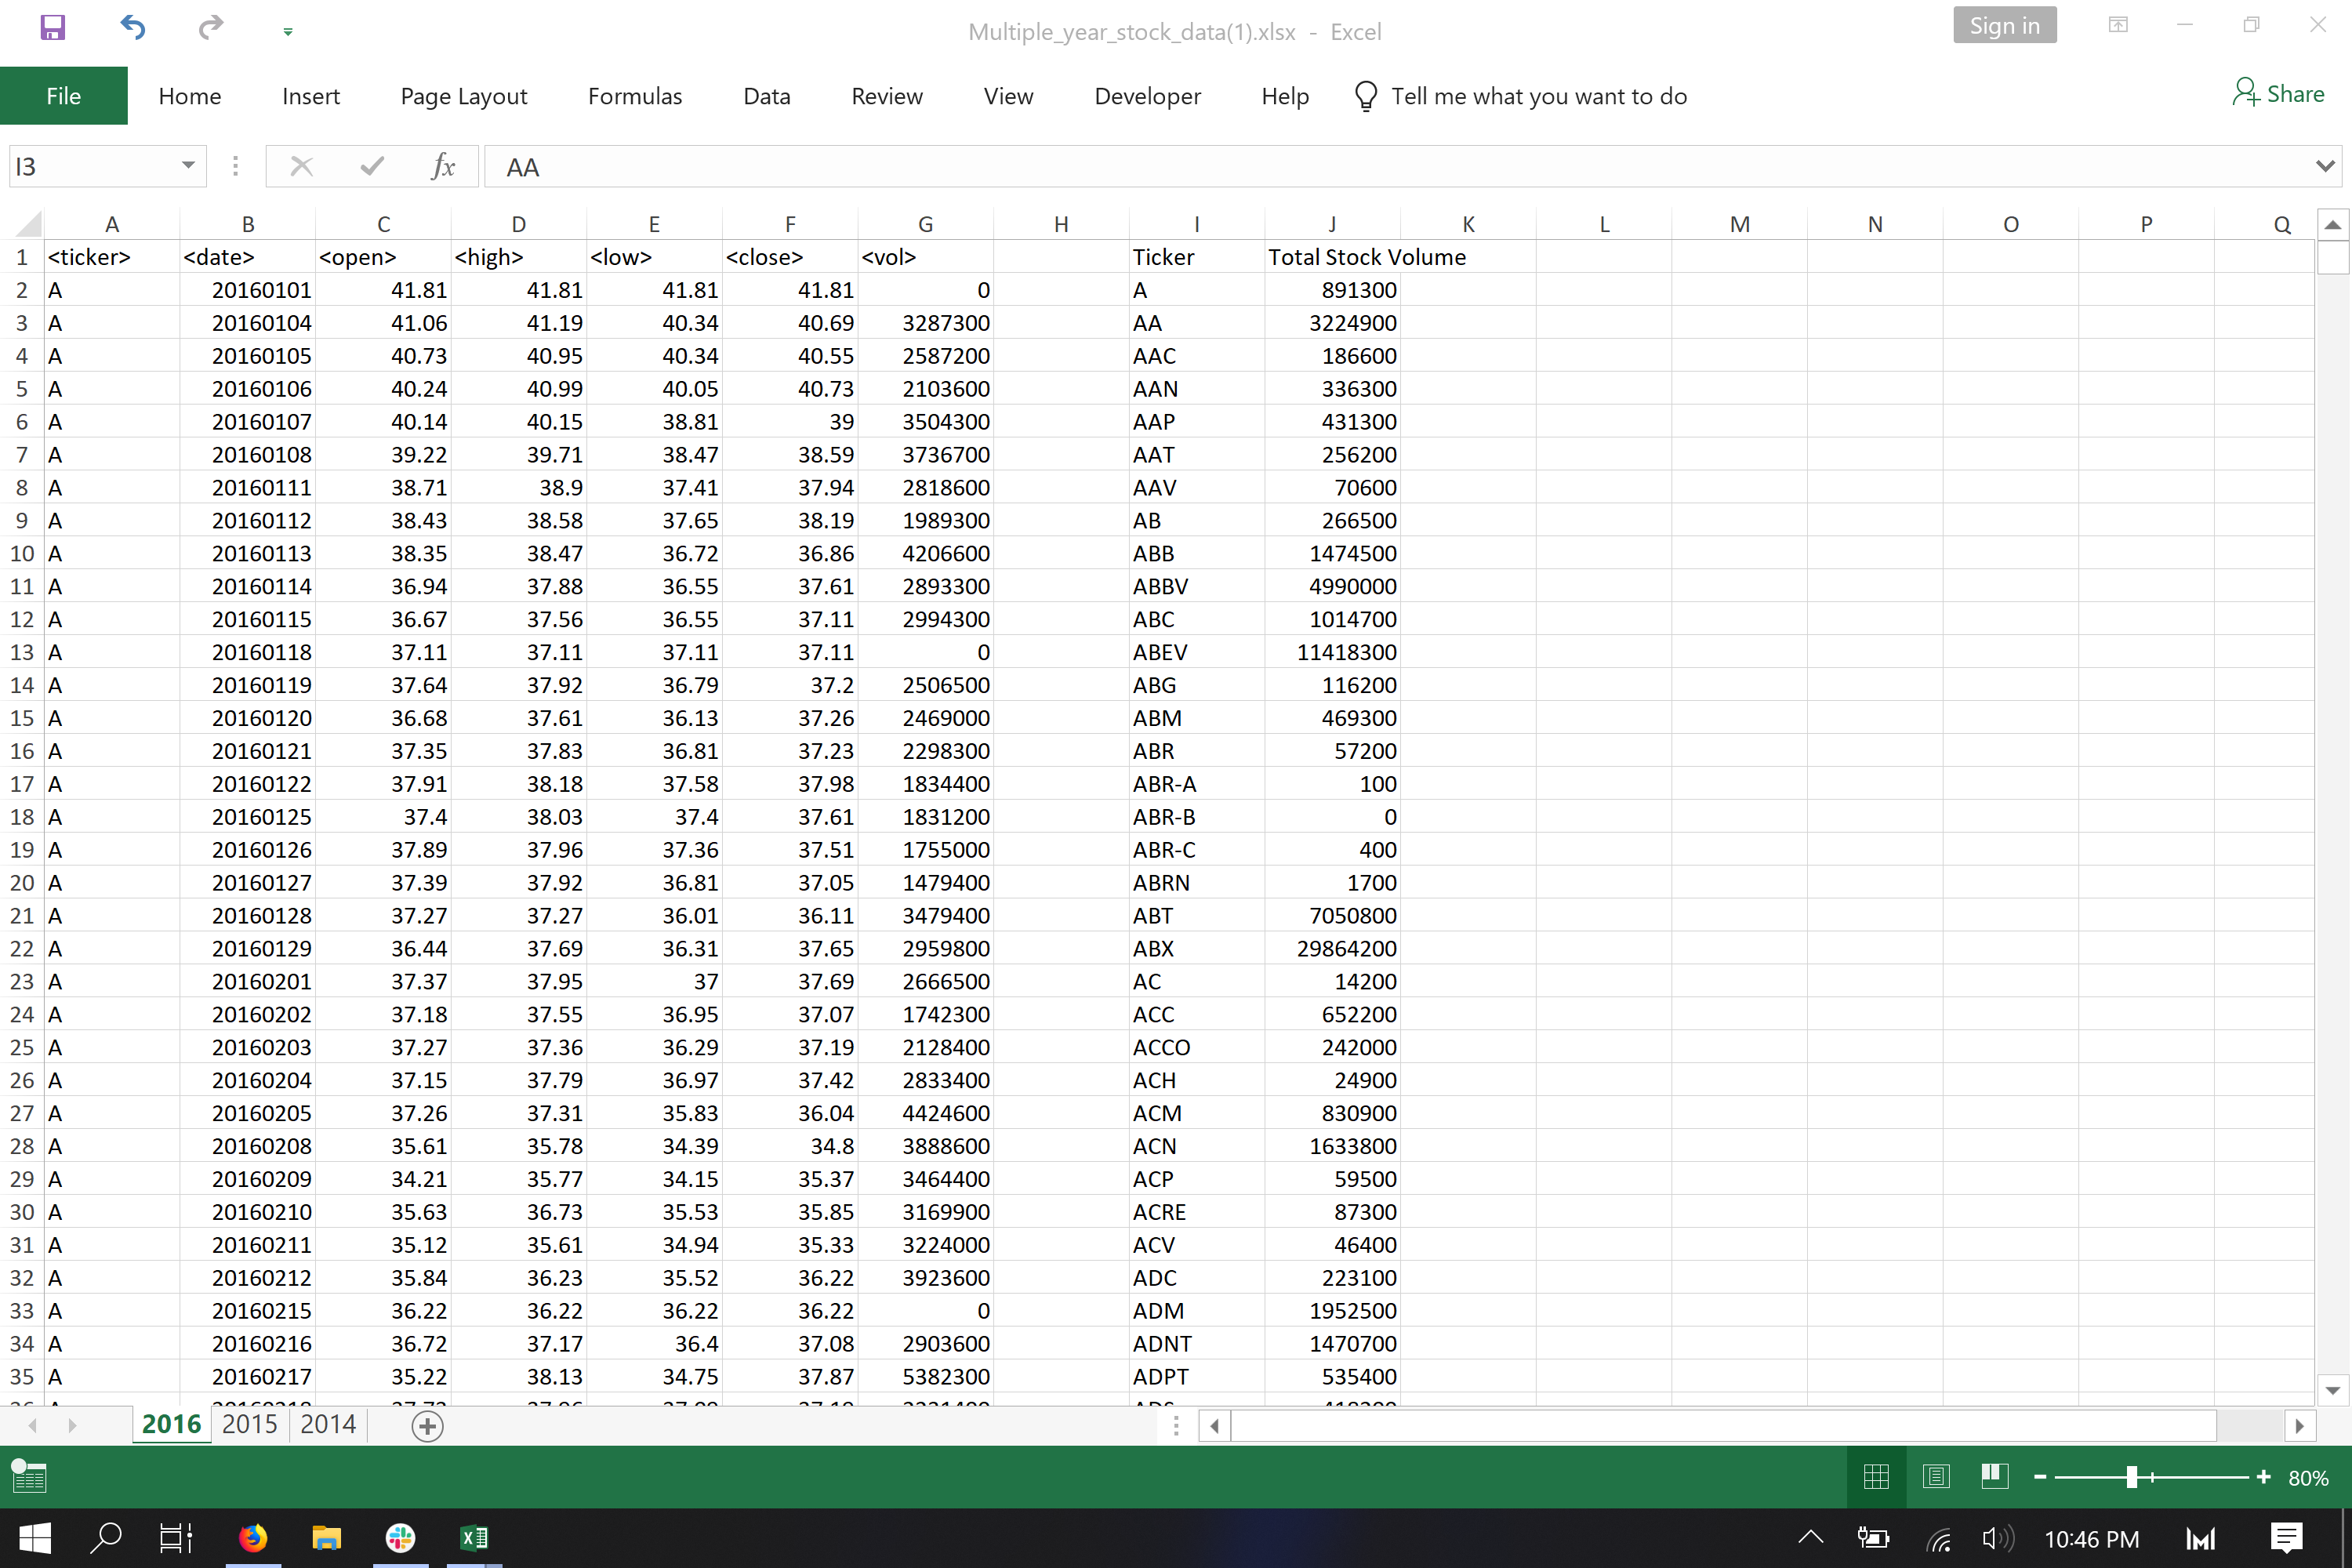 Multiple_year_stock_data(1).xlsx - Excel
Sign in
File Home Insert Page Layout Formulas Data Review View Developer Help Tell me what you want to do Share
I3 fx AA
A B C D E F G H I J K L M N O P Q
1 <ticker> <date> <open> <high> <low> <close> <vol> Ticker Total Stock Volume
2 A 20160101 41.81 41.81 41.81 41.81 0 A 891300
3 A 20160104 41.06 41.19 40.34 40.69 3287300 AA 3224900
4 A 20160105 40.73 40.95 40.34 40.55 2587200 AAC 186600
5 A 20160106 40.24 40.99 40.05 40.73 2103600 AAN 336300
6 A 20160107 40.14 40.15 38.81 39 3504300 AAP 431300
7 A 20160108 39.22 39.71 38.47 38.59 3736700 AAT 256200
8 A 20160111 38.71 38.9 37.41 37.94 2818600 AAV 70600
9 A 20160112 38.43 38.58 37.65 38.19 1989300 AB 266500
10 A 20160113 38.35 38.47 36.72 36.86 4206600 ABB 1474500
11 A 20160114 36.94 37.88 36.55 37.61 2893300 ABBV 4990000
12 A 20160115 36.67 37.56 36.55 37.11 2994300 ABC 1014700
13 A 20160118 37.11 37.11 37.11 37.11 0 ABEV 11418300
14 A 20160119 37.64 37.92 36.79 37.2 2506500 ABG 116200
15 A 20160120 36.68 37.61 36.13 37.26 2469000 ABM 469300
16 A 20160121 37.35 37.83 36.81 37.23 2298300 ABR 57200
17 A 20160122 37.91 38.18 37.58 37.98 1834400 ABR-A 100
18 A 20160125 37.4 38.03 37.4 37.61 1831200 ABR-B 0
19 A 20160126 37.89 37.96 37.36 37.51 1755000 ABR-C 400
20 A 20160127 37.39 37.92 36.81 37.05 1479400 ABRN 1700
21 A 20160128 37.27 37.27 36.01 36.11 3479400 ABT 7050800
22 A 20160129 36.44 37.69 36.31 37.65 2959800 ABX 29864200
23 A 20160201 37.37 37.95 37 37.69 2666500 AC 14200
24 A 20160202 37.18 37.55 36.95 37.07 1742300 ACC 652200
25 A 20160203 37.27 37.36 36.29 37.19 2128400 ACCO 242000
26 A 20160204 37.15 37.79 36.97 37.42 2833400 ACH 24900
27 A 20160205 37.26 37.31 35.83 36.04 4424600 ACM 830900
28 A 20160208 35.61 35.78 34.39 34.8 3888600 ACN 1633800
29 A 20160209 34.21 35.77 34.15 35.37 3464400 ACP 59500
30 A 20160210 35.63 36.73 35.53 35.85 3169900 ACRE 87300
31 A 20160211 35.12 35.61 34.94 35.33 3224000 ACV 46400
32 A 20160212 35.84 36.23 35.52 36.22 3923600 ADC 223100
33 A 20160215 36.22 36.22 36.22 36.22 0 ADM 1952500
34 A 20160216 36.72 37.17 36.4 37.08 2903600 ADNT 1470700
35 A 20160217 35.22 38.13 34.75 37.87 5382300 ADPT 535400
2016 2015 2014
80%
10:46 PM